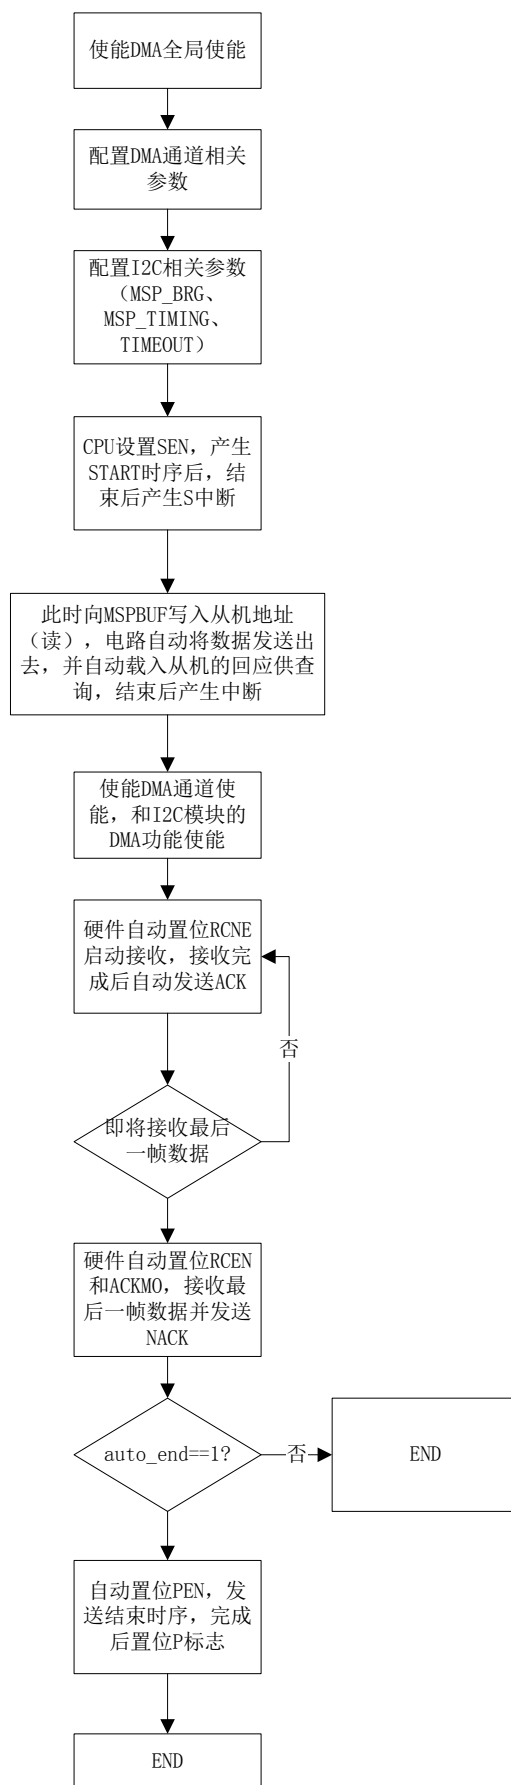 使能DMA全局使能
配置DMA通道相关
参数
配置I2C相关参数
（MSP_BRG、
MSP_TIMING、
TIMEOUT）
CPU设置SEN，产生
START时序后，结
束后产生S中断
此时向MSPBUF写入从机地址
（读），电路自动将数据发送出
去，并自动载入从机的回应供查
询，结束后产生中断
使能DMA通道使
能，和I2C模块的
DMA功能使能
硬件自动置位RCNE
启动接收，接收完
成后自动发送ACK
否
即将接收最后
一帧数据
硬件自动置位RCEN
和ACKMO，接收最
后一帧数据并发送
NACK
auto_end==1?
否
END
自动置位PEN，发
送结束时序，完成
后置位P标志
END